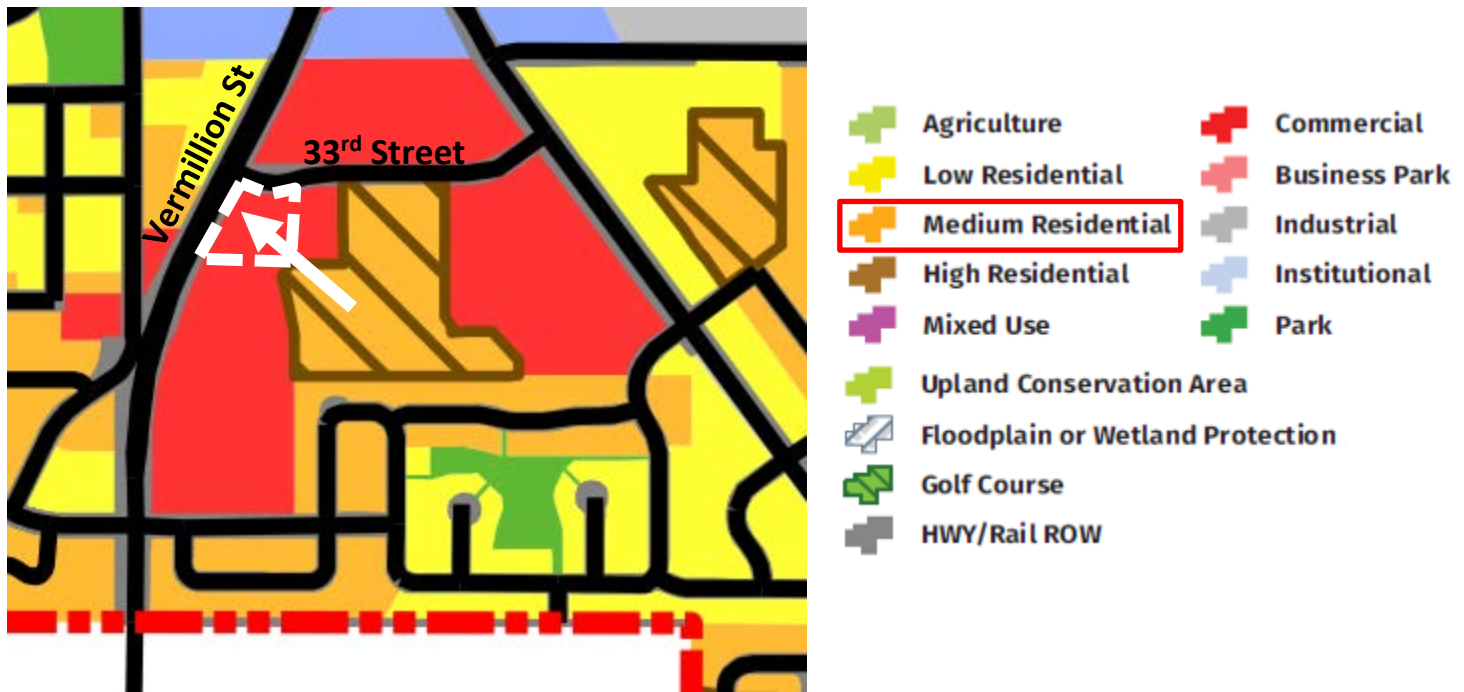 Vermillion St
33rd Street
Agriculture
Low Residential
Medium Residential
High Residential
Mixed Use
Upland Conservation Area
Floodplain or Wetland Protection
Golf Course
HWY/Rail ROW
Commercial
Business Park
Industrial
Institutional
Park